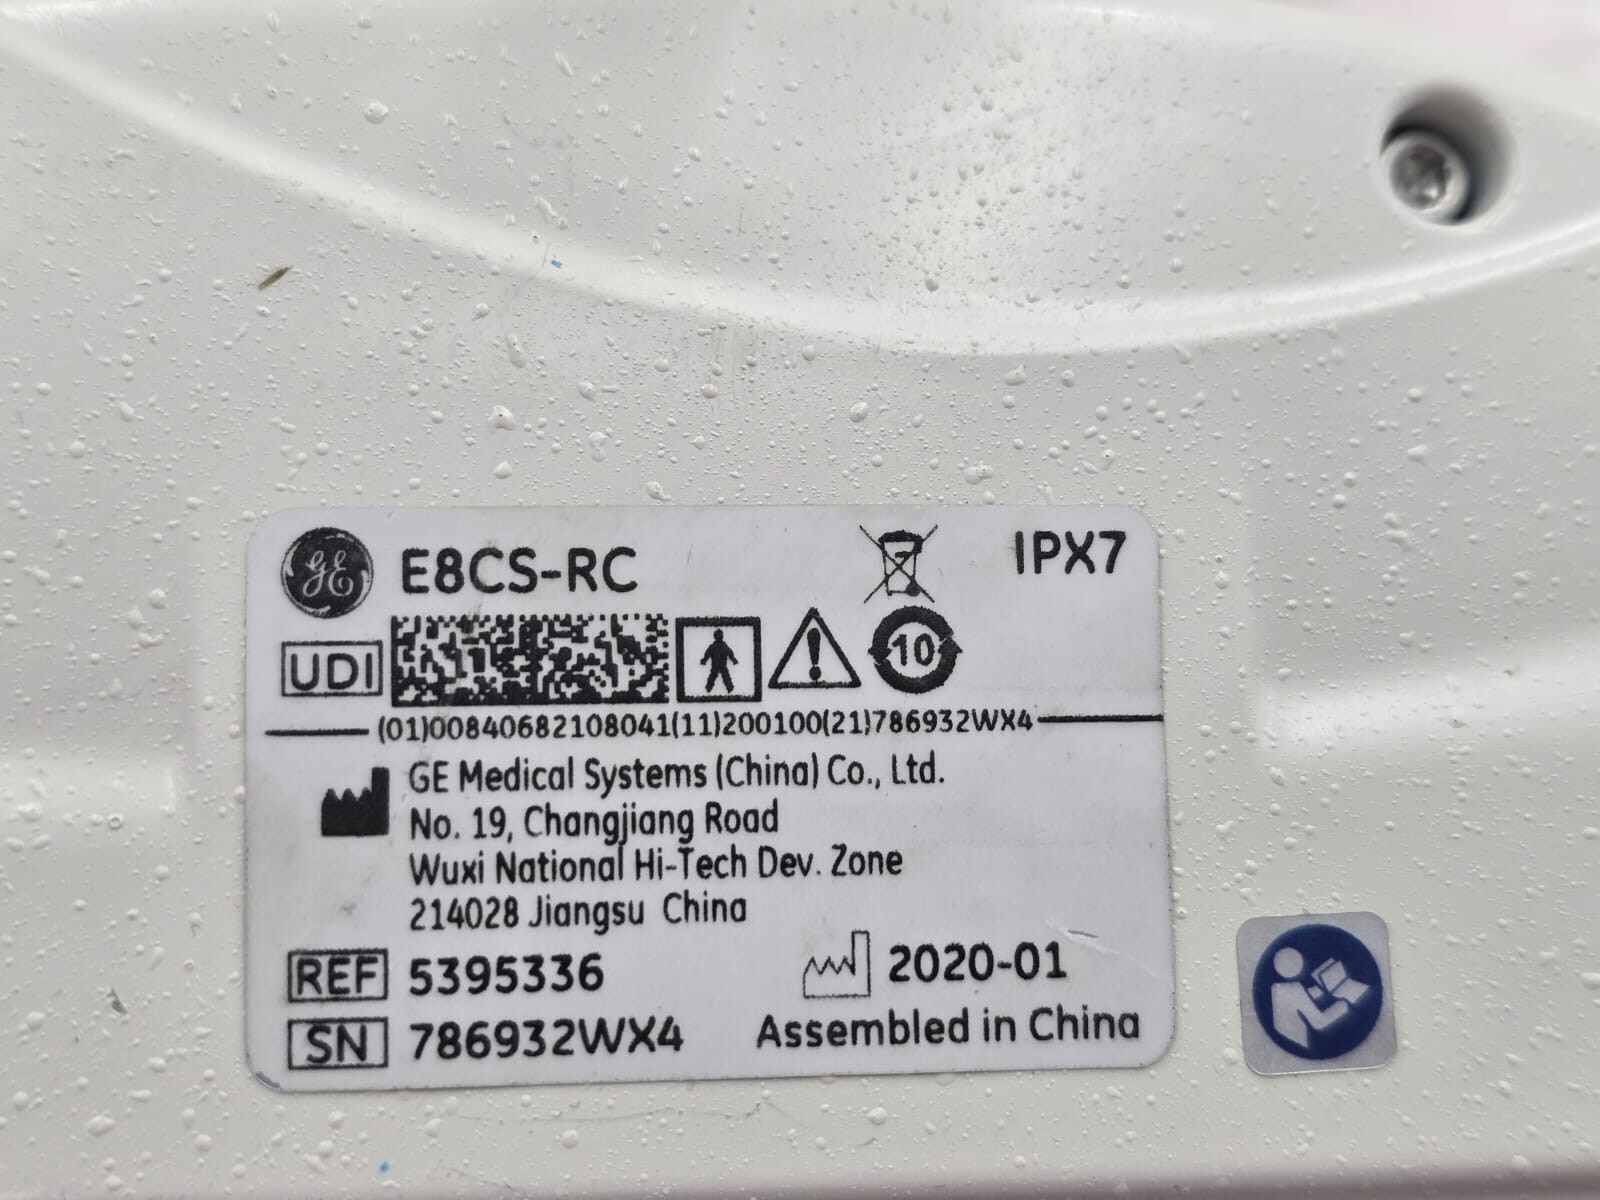 GE E8CS-RC IPX7
UDI 10
(01)00840682108041(11)200100(21)786932WX4
GE Medical Systems (China) Co., Ltd.
No. 19, Changjiang Road
Wuxi National Hi-Tech Dev. Zone
214028 Jiangsu China
REF 5395336 2020-01
SN 786932WX4 Assembled in China